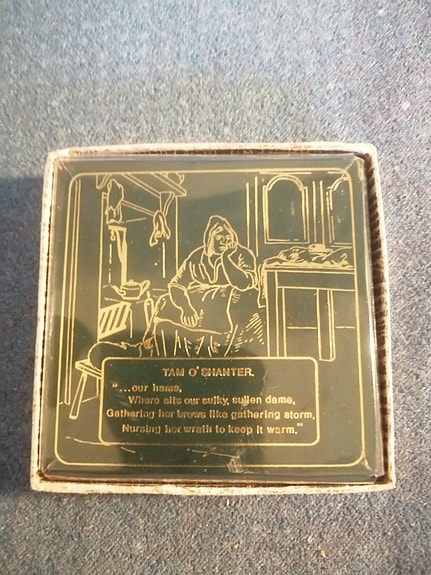 TAM O' SHANTER.
"...our hame,
Where sits our sulky, sullen dame,
Gathering her brows like gathering storm,
Nursing her wrath to keep it warm."